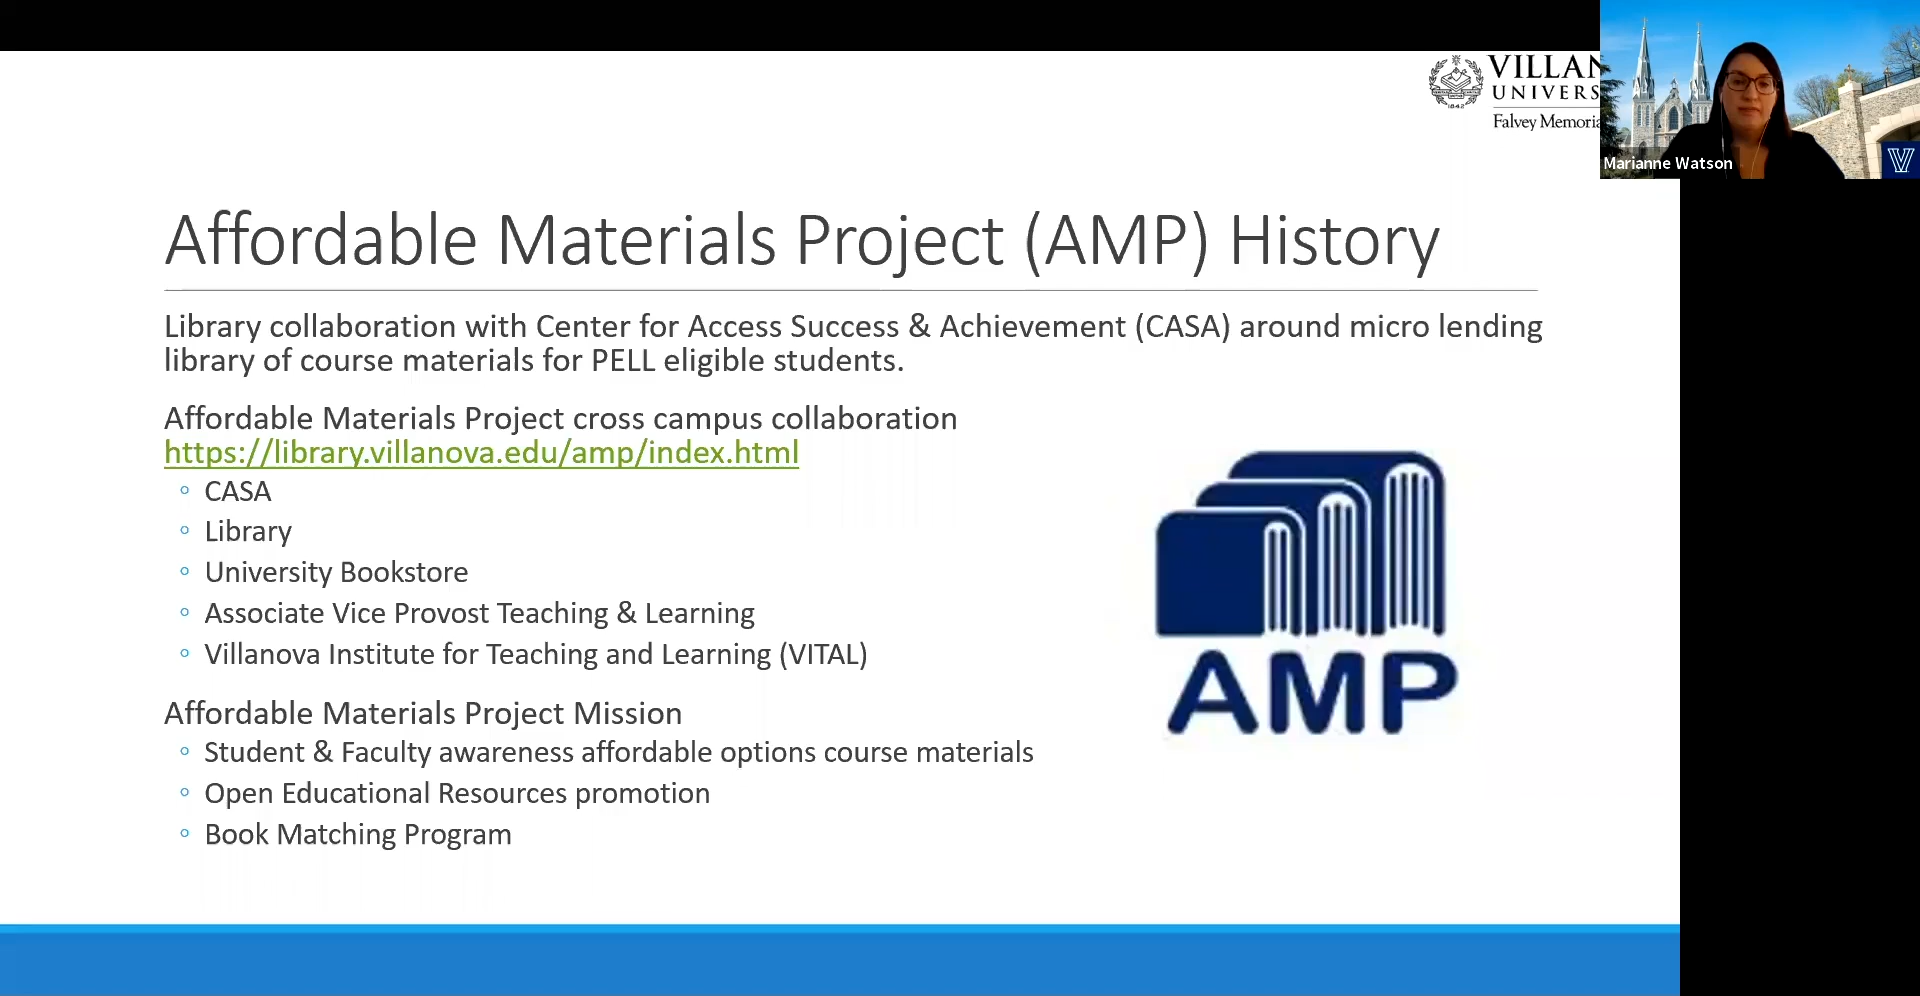 VILLAN
UNIVERS
Falvey Memoria
Marianne Watson
Affordable Materials Project (AMP) History
Library collaboration with Center for Access Success & Achievement (CASA) around micro lending
library of course materials for PELL eligible students.
Affordable Materials Project cross campus collaboration
https://library.villanova.edu/amp/index.html
CASA
Library
University Bookstore
Associate Vice Provost Teaching & Learning
Villanova Institute for Teaching and Learning (VITAL)
AMP
Affordable Materials Project Mission
Student & Faculty awareness affordable options course materials
Open Educational Resources promotion
Book Matching Program